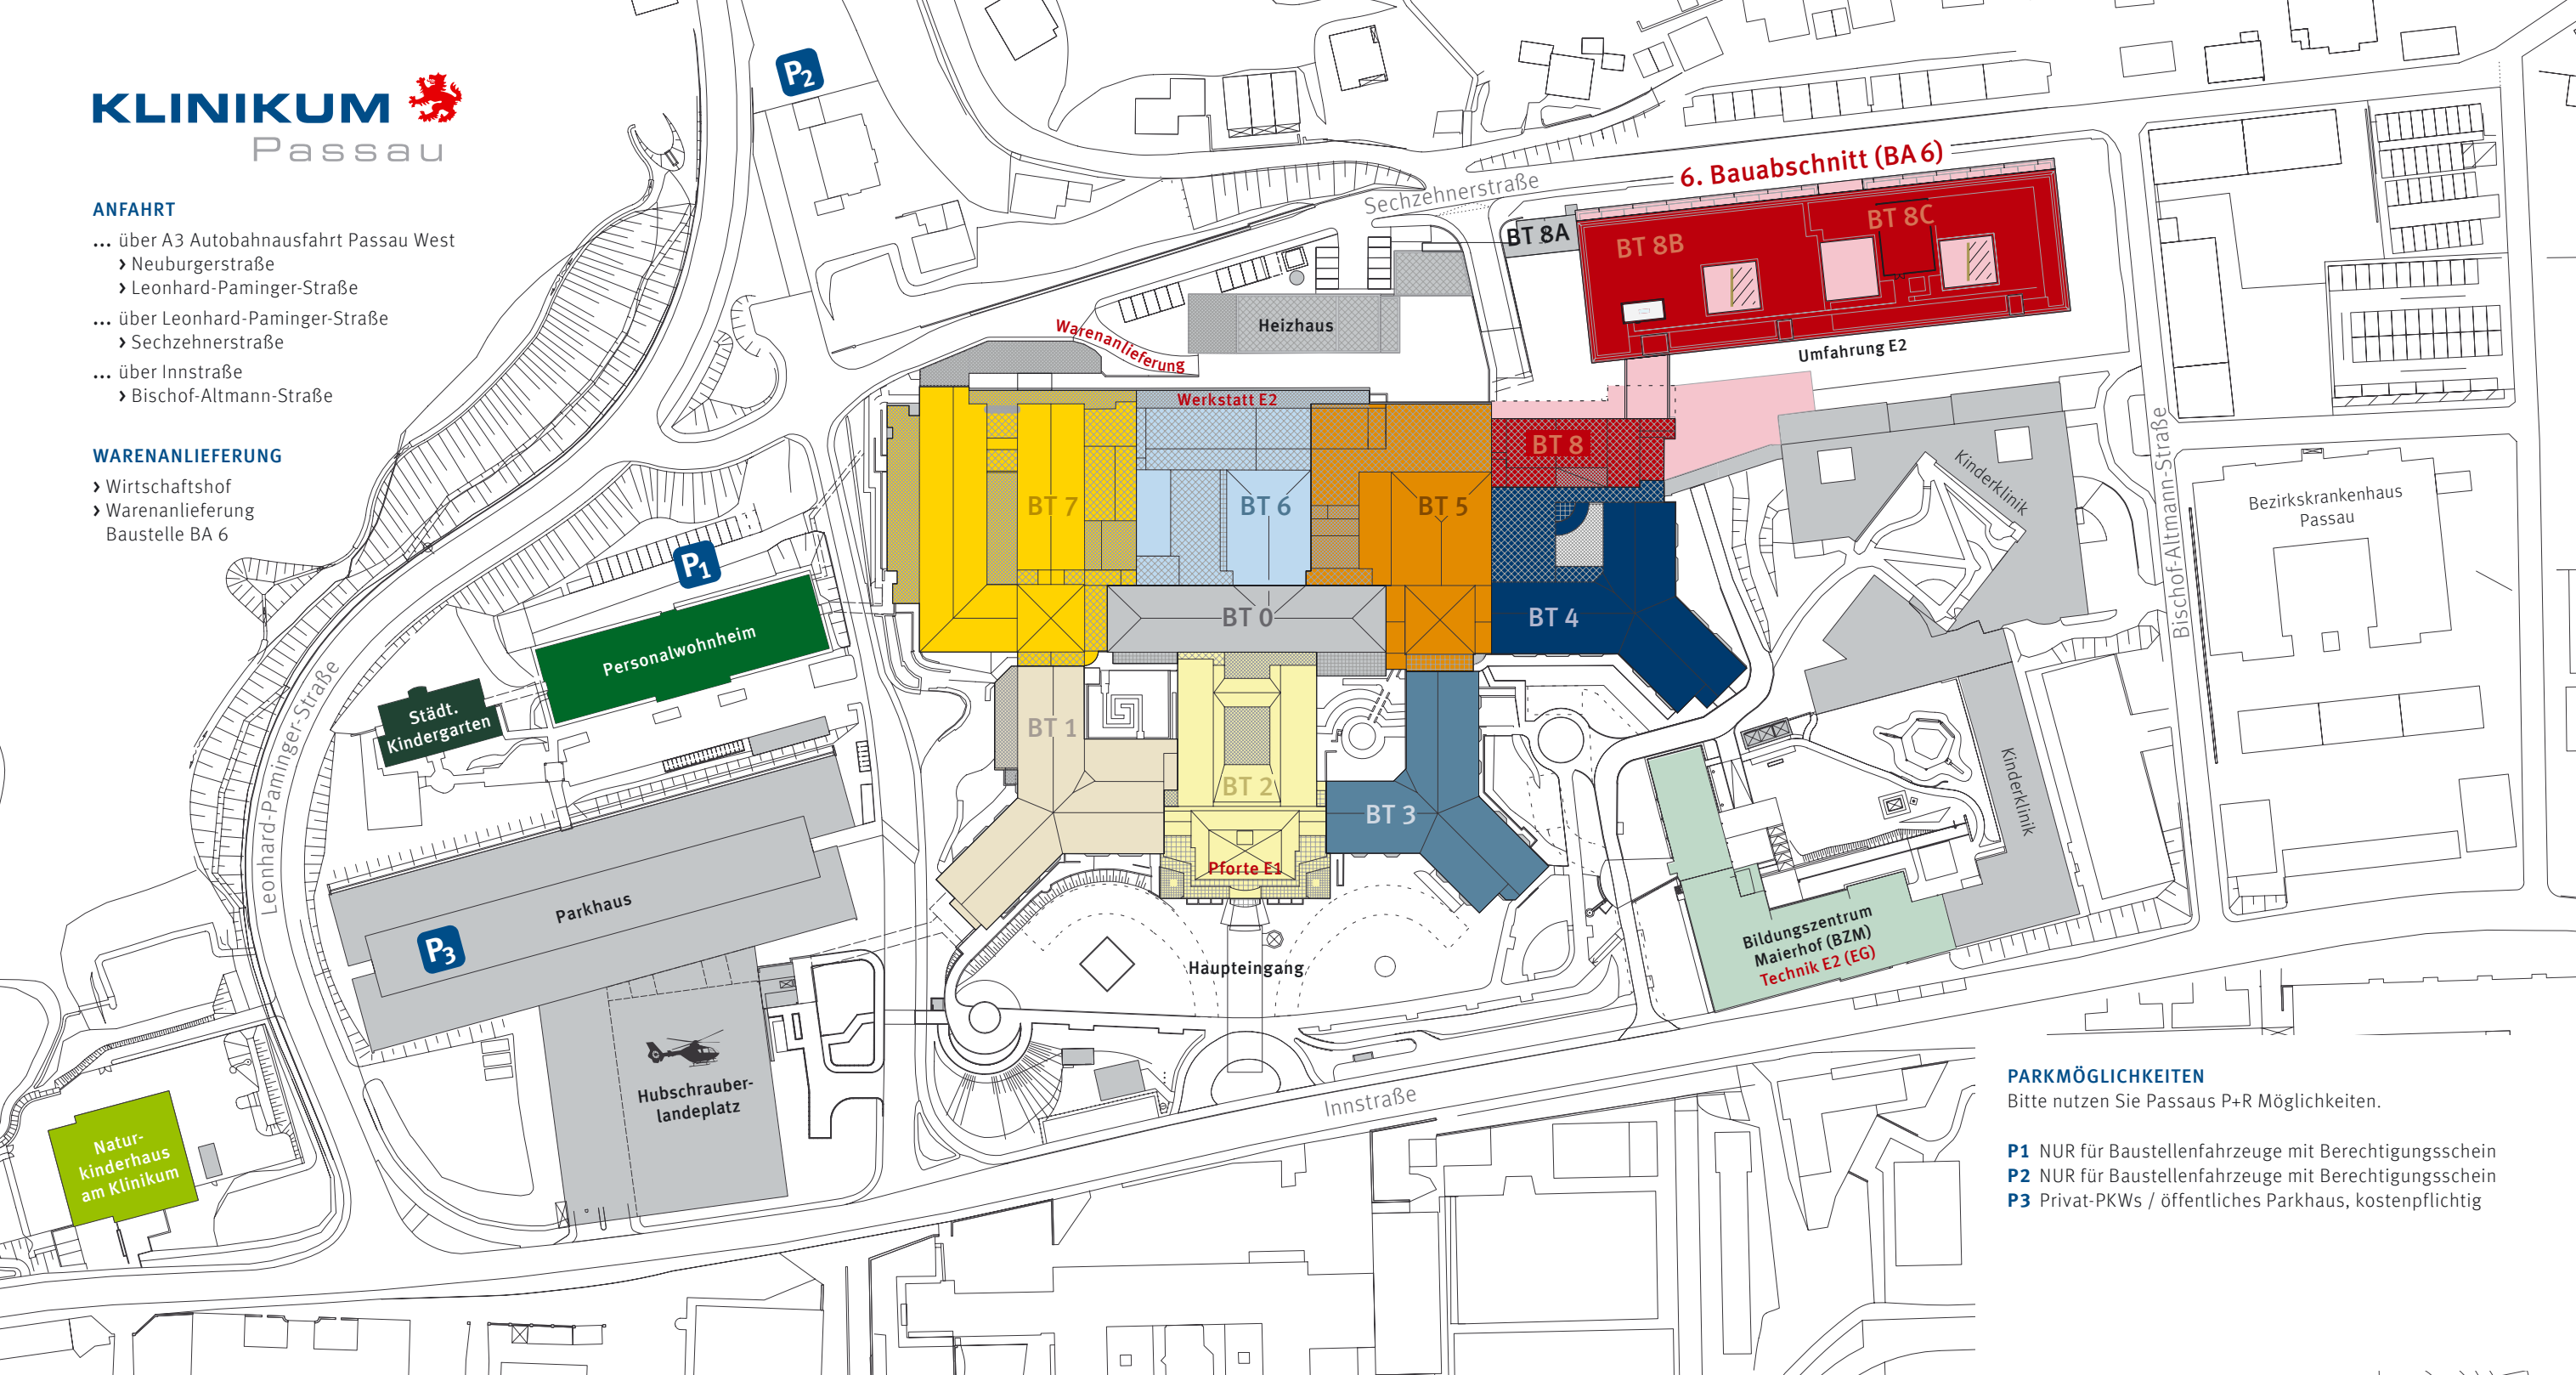 KLINIKUM
Passau
ANFAHRT
... über A3 Autobahnausfahrt Passau West
› Neuburgerstraße
› Leonhard-Paminger-Straße
... über Leonhard-Paminger-Straße
› Sechzehnerstraße
... über Innstraße
› Bischof-Altmann-Straße
WARENANLIEFERUNG
› Wirtschaftshof
› Warenanlieferung
Baustelle BA 6
P2
6. Bauabschnitt (BA 6)
Sechzehnerstraße
BT 8A
BT 8B
BT 8C
Heizhaus
Warenanlieferung
Umfahrung E2
Werkstatt E2
BT 8
BT 7
BT 6
BT 5
BT 4
BT 0
Kinderklinik
Bischof-Altmann-Straße
Bezirkskrankenhaus
Passau
P1
Personalwohnheim
Städt.
Kindergarten
Leonhard-Paminger-Straße
BT 1
BT 2
BT 3
Pforte E1
Kinderklinik
Parkhaus
P3
Haupteingang
Bildungszentrum
Maierhof (BZM)
Technik E2 (EG)
Hubschrauber-
landeplatz
Innstraße
Natur-
kinderhaus
am Klinikum
PARKMÖGLICHKEITEN
Bitte nutzen Sie Passaus P+R Möglichkeiten.
P1 NUR für Baustellenfahrzeuge mit Berechtigungsschein
P2 NUR für Baustellenfahrzeuge mit Berechtigungsschein
P3 Privat-PKWs / öffentliches Parkhaus, kostenpflichtig